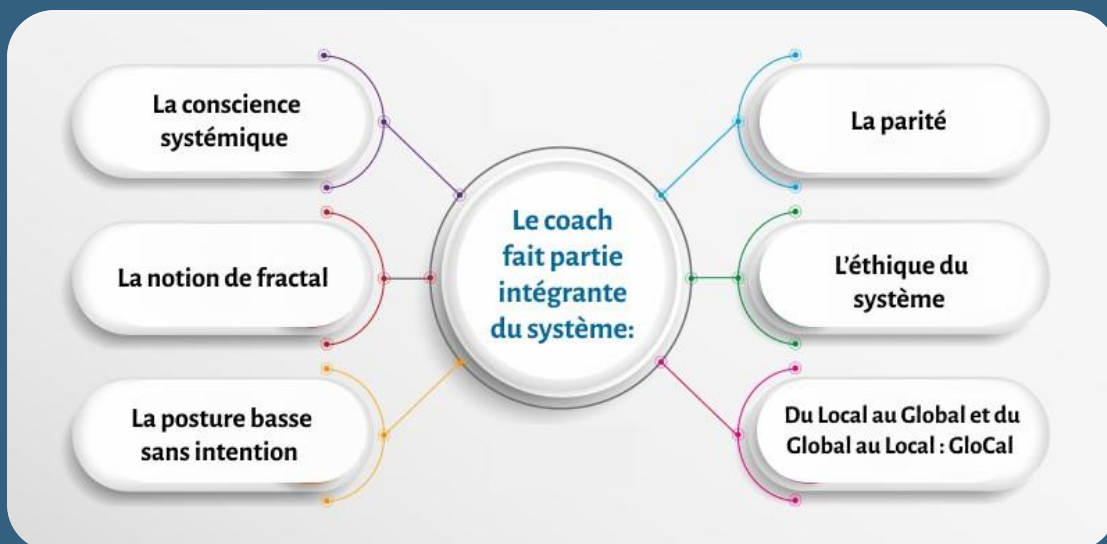 La conscience
systémique
La notion de fractal
La posture basse
sans intention
Le coach
fait partie
intégrante
du système:
La parité
L'éthique du
système
Du Local au Global et du
Global au Local : GloCal